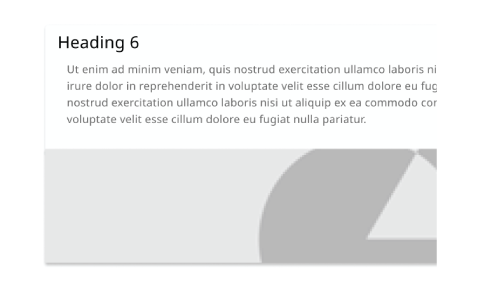 Heading 6
Ut enim ad minim veniam, quis nostrud exercitation ullamco laboris ni
irure dolor in reprehenderit in voluptate velit esse cillum dolore eu fug
nostrud exercitation ullamco laboris nisi ut aliquip ex ea commodo cor
voluptate velit esse cillum dolore eu fugiat nulla pariatur.